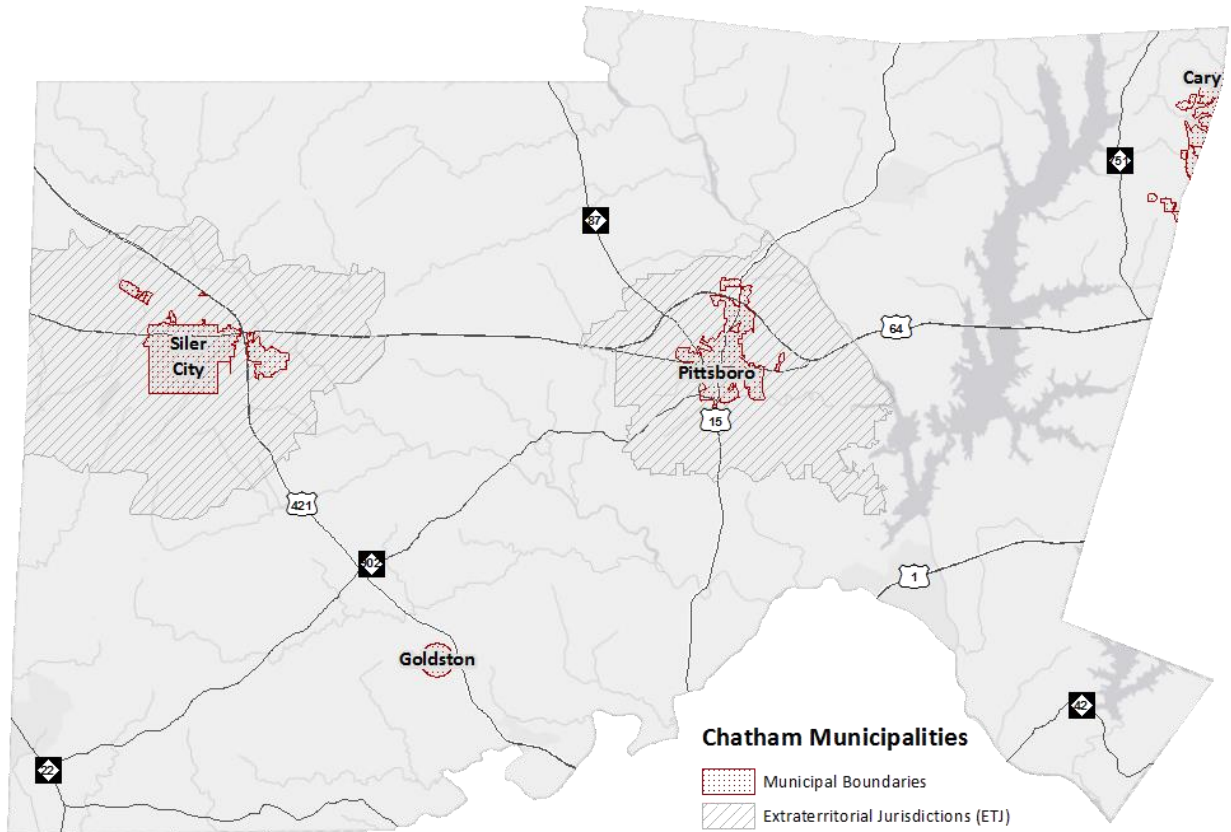 Cary
751
87
64
Siler
City
Pittsboro
15
421
902
1
Goldston
42
22
Chatham Municipalities
Municipal Boundaries
Extraterritorial Jurisdictions (ETJ)